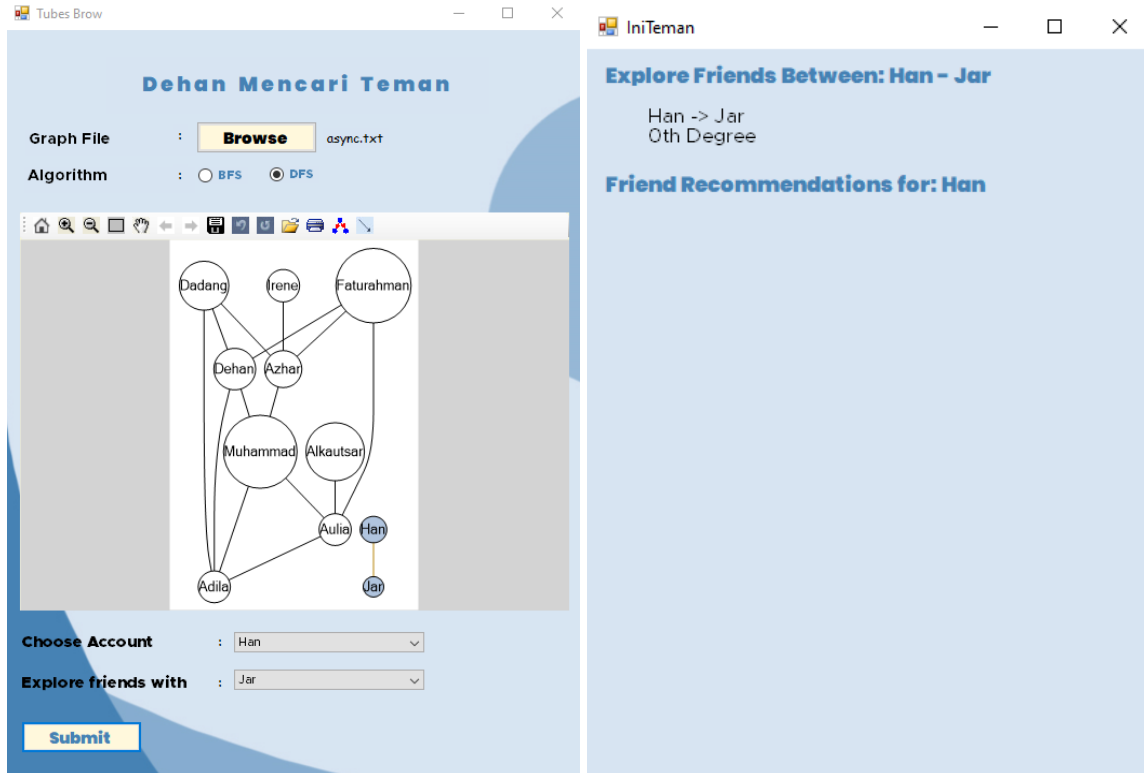 Tubes Brow
Dehan Mencari Teman
Graph File : Browse async.txt
Algorithm : BFS DFS
Dadang Irene Faturahman
Dehan Azhar
Muhammad Alkautsar
Aulia Han
Adila Jar
Choose Account : Han
Explore friends with : Jar
Submit
IniTeman
Explore Friends Between: Han - Jar
Han -> Jar
0th Degree
Friend Recommendations for: Han